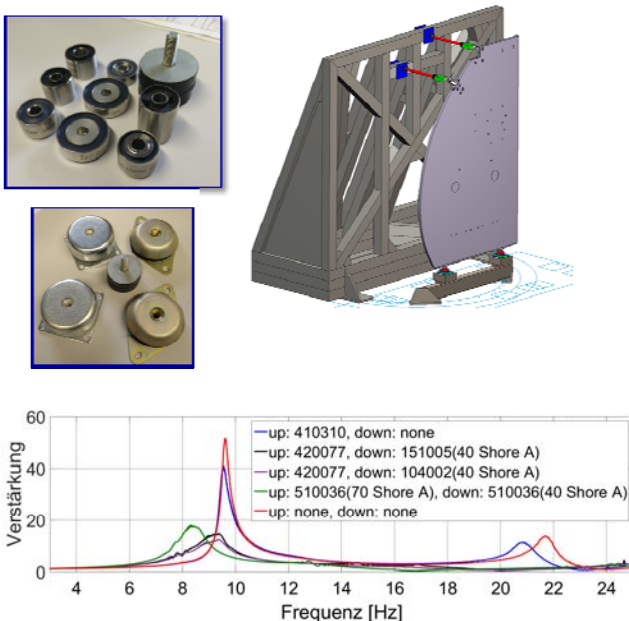 60
40
20
0
Verstärkung
up: 410310, down: none
up: 420077, down: 151005(40 Shore A)
up: 420077, down: 104002(40 Shore A)
up: 510036(70 Shore A), down: 510036(40 Shore A)
up: none, down: none
4 6 8 10 12 14 16 18 20 22 24
Frequenz [Hz]